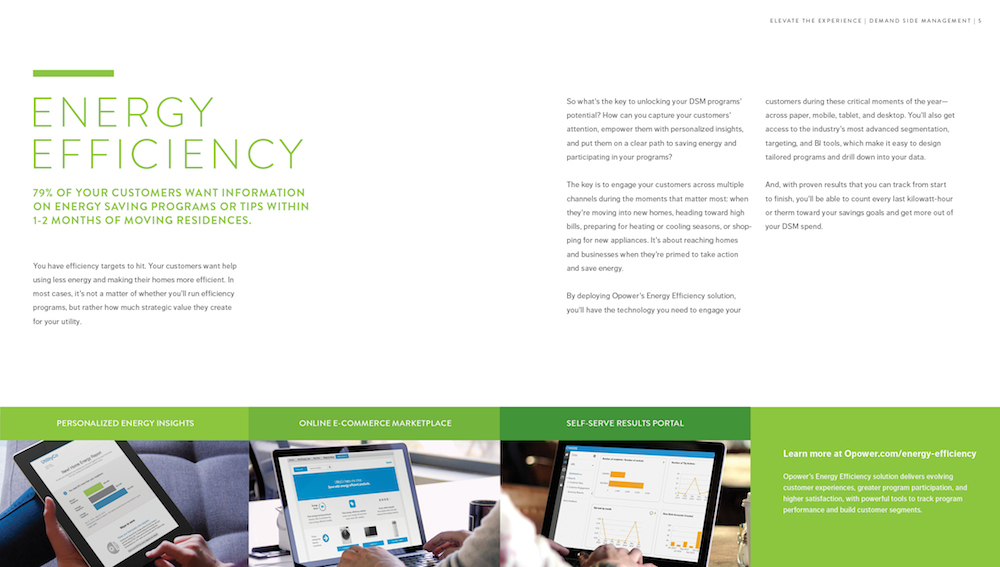 ELEVATE THE EXPERIENCE | DEMAND SIDE MANAGEMENT | 5
ENERGY
EFFICIENCY
79% OF YOUR CUSTOMERS WANT INFORMATION
ON ENERGY SAVING PROGRAMS OR TIPS WITHIN
1-2 MONTHS OF MOVING RESIDENCES.
You have efficiency targets to hit. Your customers want help
using less energy and making their homes more efficient. In
most cases, it's not a matter of whether you'll run efficiency
programs, but rather how much strategic value they create
for your utility.
So what's the key to unlocking your DSM programs'
potential? How can you capture your customers'
attention, empower them with personalized insights,
and put them on a clear path to saving energy and
participating in your programs?
The key is to engage your customers across multiple
channels during the moments that matter most: when
they're moving into new homes, heading toward high
bills, preparing for heating or cooling seasons, or shop-
ping for new appliances. It's about reaching homes
and businesses when they're primed to take action
and save energy.
By deploying Opower's Energy Efficiency solution,
you'll have the technology you need to engage your
customers during these critical moments of the year—
across paper, mobile, tablet, and desktop. You'll also get
access to the industry's most advanced segmentation,
targeting, and BI tools, which make it easy to design
tailored programs and drill down into your data.
And, with proven results that you can track from start
to finish, you'll be able to count every last kilowatt-hour
or therm toward your savings goals and get more out of
your DSM spend.
PERSONALIZED ENERGY INSIGHTS
ONLINE E-COMMERCE MARKETPLACE
SELF-SERVE RESULTS PORTAL
Learn more at Opower.com/energy-efficiency
Opower's Energy Efficiency solution delivers evolving
customer experiences, greater program participation, and
higher satisfaction, with powerful tools to track program
performance and build customer segments.
UtilityCo
Next Home Energy Report